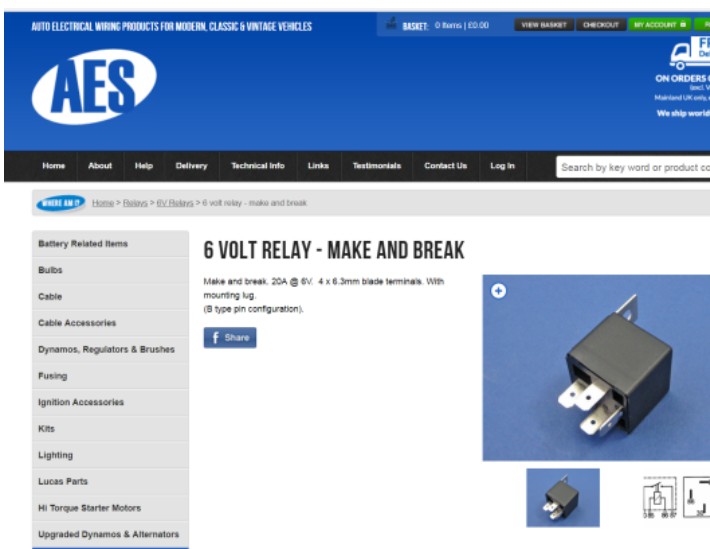 AUTO ELECTRICAL WIRING PRODUCTS FOR MODERN, CLASSIC & VINTAGE VEHICLES
BASKET: 0 Items | £0.00
VIEW BASKET
CHECKOUT
MY ACCOUNT
AES
ON ORDERS
Mainland UK only,
We ship world
Home About Help Delivery Technical Info Links Testimonials Contact Us Log In
Search by key word or product co
WHERE AM I?
Home > Relays > 6V Relays > 6 volt relay - make and break
Battery Related Items
Bulbs
Cable
Cable Accessories
Dynamos, Regulators & Brushes
Fusing
Ignition Accessories
Kits
Lighting
Lucas Parts
Hi Torque Starter Motors
Upgraded Dynamos & Alternators
6 VOLT RELAY - MAKE AND BREAK
Make and break. 20A @ 6V. 4 x 6.3mm blade terminals. With
mounting lug.
(B type pin configuration).
f Share